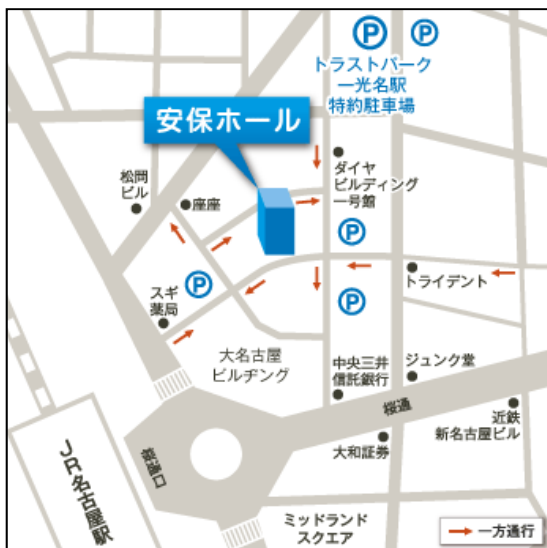 P
P
トラストパーク
一光名駅
特約駐車場
安保ホール
松岡
ビル
座座
ダイヤ
ビルディング
一号館
P
トライデント
P
スギ
薬局
P
大名古屋
ビルヂング
中央三井
信託銀行
ジュンク堂
桜通
近鉄
新名古屋ビル
大和証券
桜通口
JR名古屋駅
ミッドランド
スクエア
一方通行